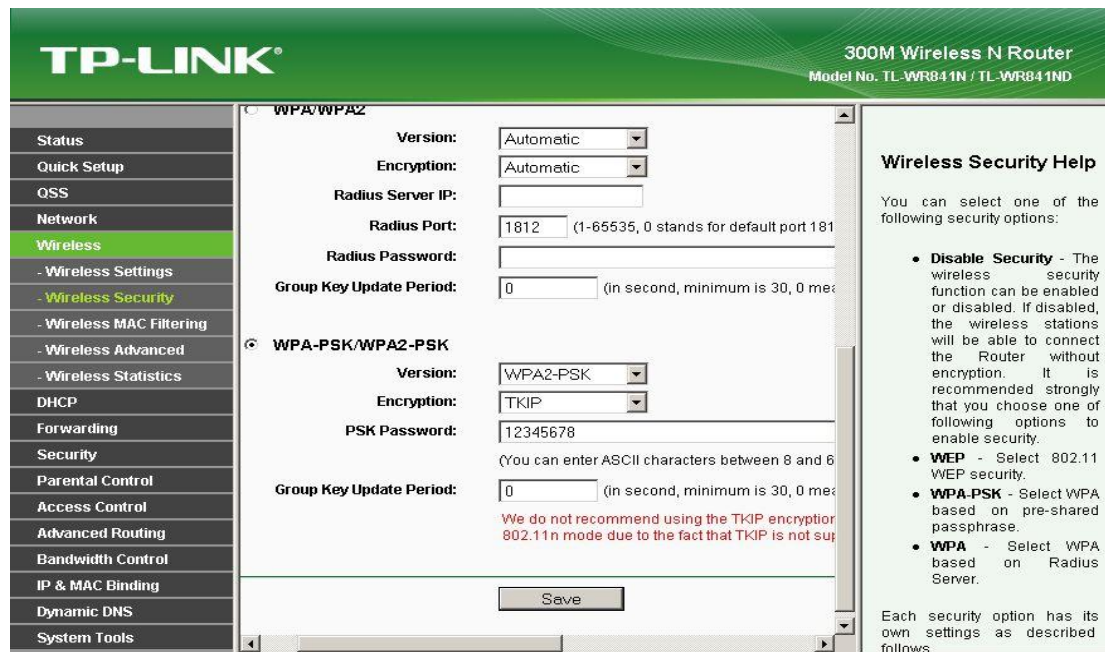 TP-LINK®
300M Wireless N Router
Model No. TL-WR841N / TL-WR841ND
Status
Quick Setup
QSS
Network
Wireless
- Wireless Settings
- Wireless Security
- Wireless MAC Filtering
- Wireless Advanced
- Wireless Statistics
DHCP
Forwarding
Security
Parental Control
Access Control
Advanced Routing
Bandwidth Control
IP & MAC Binding
Dynamic DNS
System Tools
WPA/WPA2
Version: Automatic
Encryption: Automatic
Radius Server IP:
Radius Port: 1812 (1-65535, 0 stands for default port 181
Radius Password:
Group Key Update Period: 0 (in second, minimum is 30, 0 mea
WPA-PSK/WPA2-PSK
Version: WPA2-PSK
Encryption: TKIP
PSK Password: 12345678
(You can enter ASCII characters between 8 and 6
Group Key Update Period: 0 (in second, minimum is 30, 0 mea
We do not recommend using the TKIP encryption
802.11n mode due to the fact that TKIP is not sup
Save
Wireless Security Help
You can select one of the
following security options:
• Disable Security - The
wireless security
function can be enabled
or disabled. If disabled,
the wireless stations
will be able to connect
the Router without
encryption. It is
recommended strongly
that you choose one of
following options to
enable security.
• WEP - Select 802.11
WEP security.
• WPA-PSK - Select WPA
based on pre-shared
passphrase.
• WPA - Select WPA
based on Radius
Server.
Each security option has its
own settings as described
follows